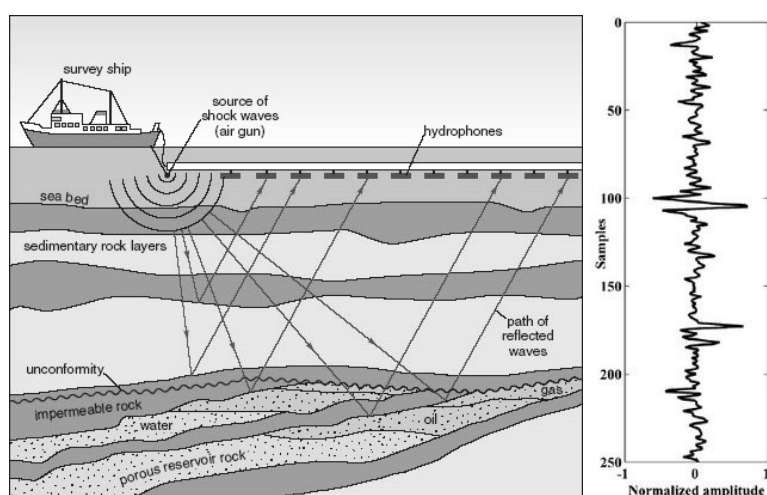 survey ship
source of
shock waves
(air gun)
hydrophones
sea bed
sedimentary rock layers
path of
reflected
waves
unconformity
gas
impermeable rock
water
oil
porous reservoir rock
0
50
100
150
200
250
Samples
-1
0
1
Normalized amplitude